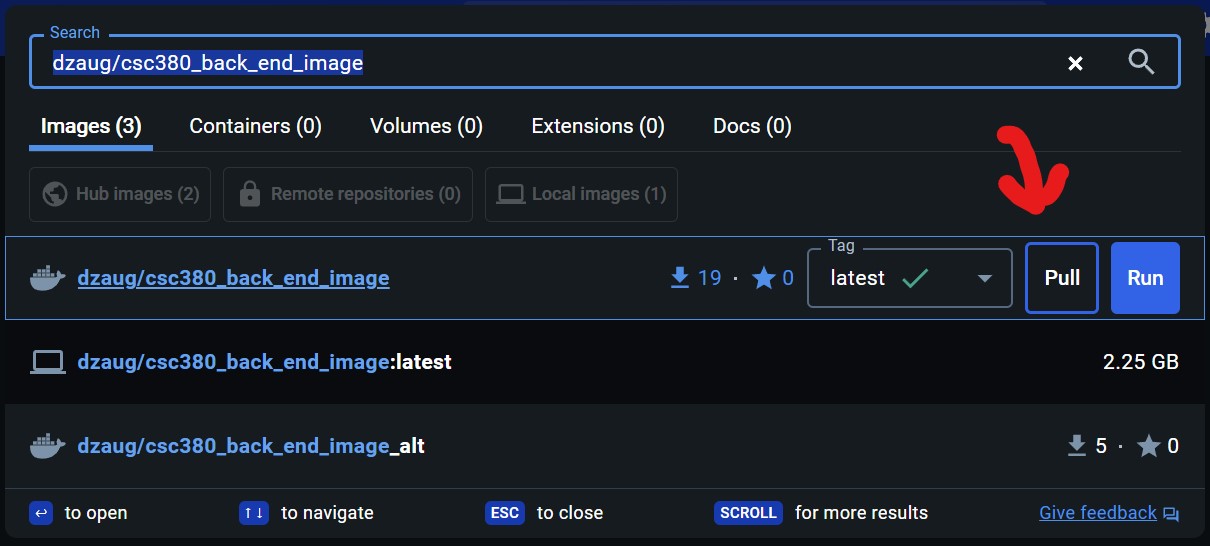 Search
dzaug/csc380_back_end_image
Images (3) Containers (0) Volumes (0) Extensions (0) Docs (0)
Hub images (2) Remote repositories (0) Local images (1)
dzaug/csc380_back_end_image 19 · 0 Tag latest Pull Run
dzaug/csc380_back_end_image:latest 2.25 GB
dzaug/csc380_back_end_image_alt 5 · 0
↩ to open ↑↓ to navigate ESC to close SCROLL for more results Give feedback